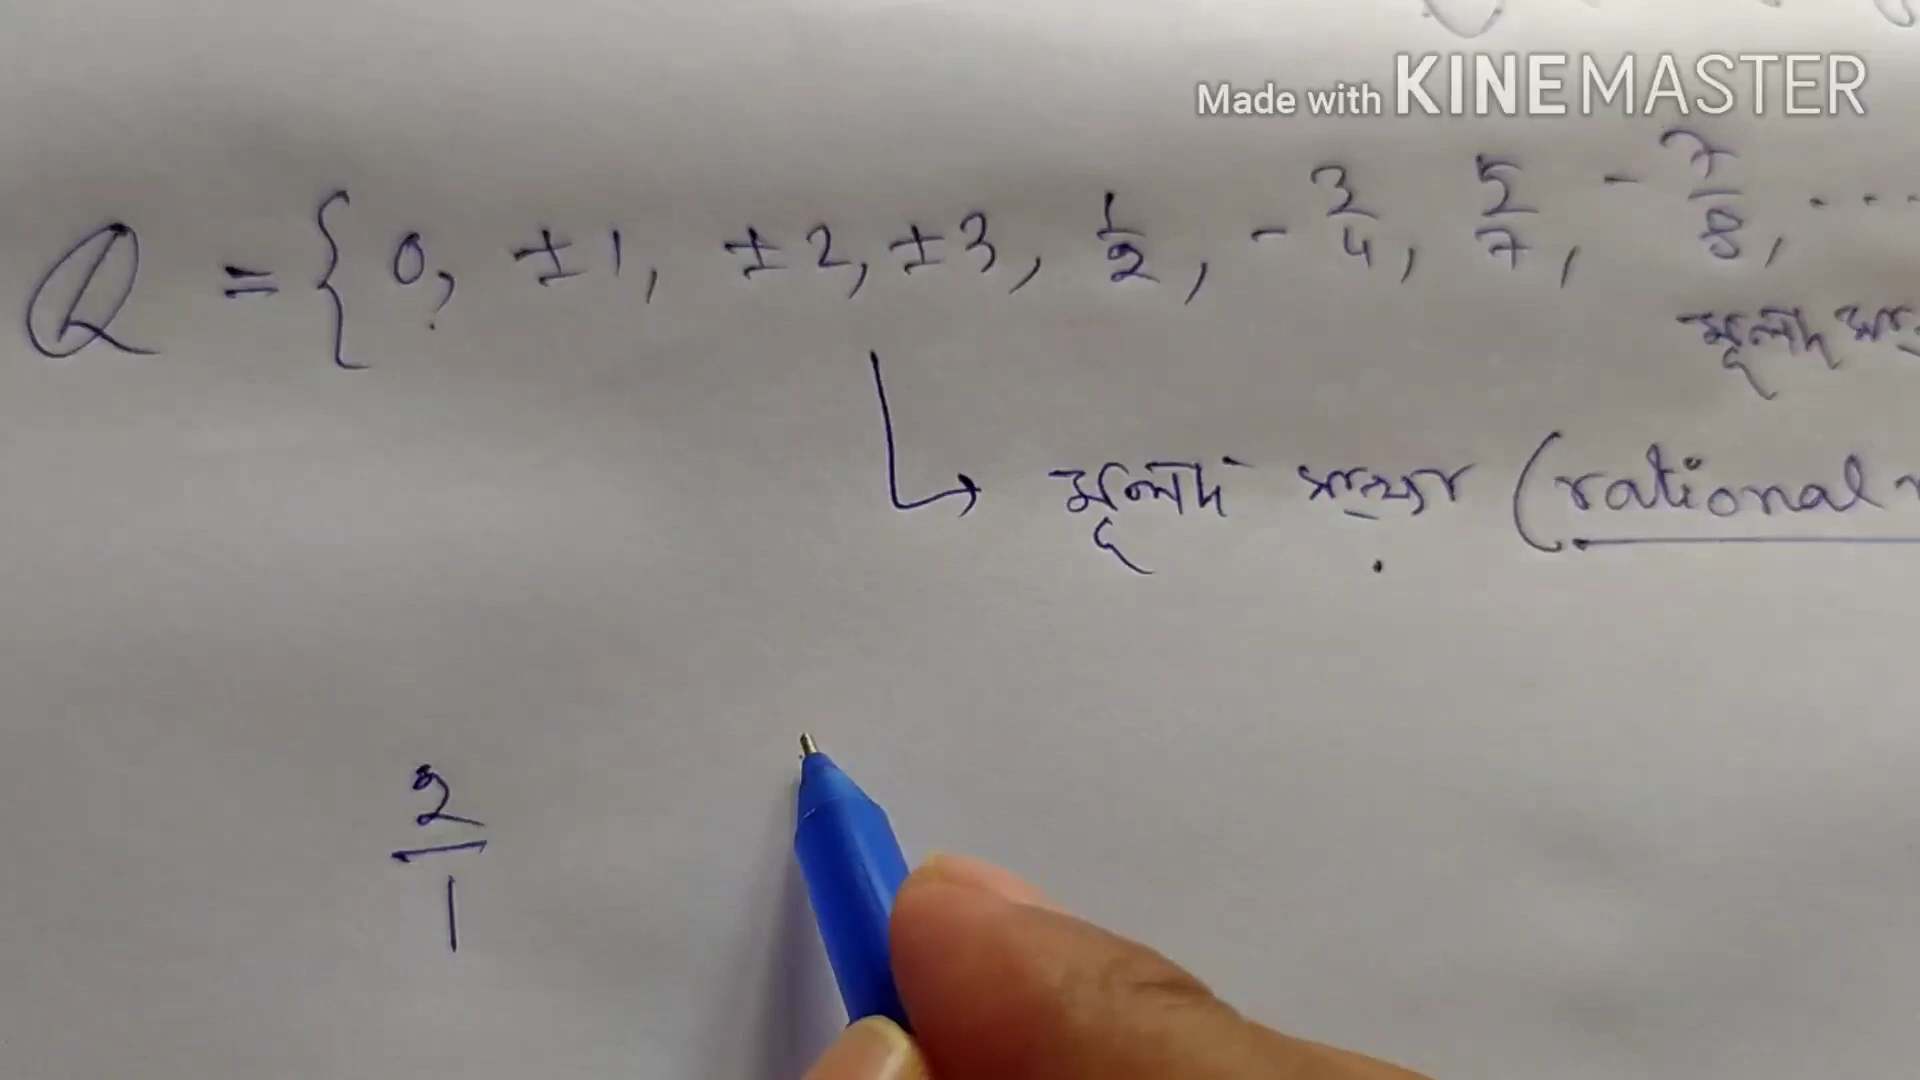 Made with KINEMASTER
Q = { 0, ±1, ±2, ±3, 1/2, - 3/4, 5/7, - 7/8, ....
মূলদ
মূলদ সংখ্যা (rational
2/1